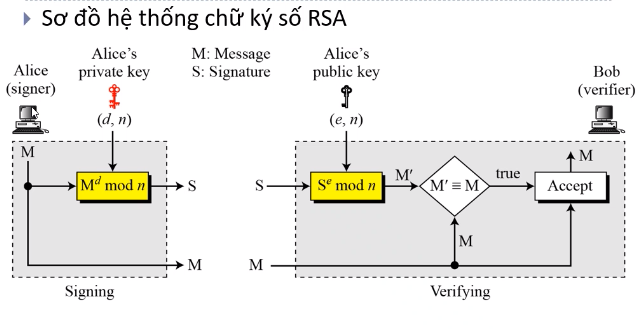 Sơ đồ hệ thống chữ ký số RSA
Alice
(signer)
Alice's
private key
(d, n)
M: Message
S: Signature
Alice's
public key
(e, n)
Bob
(verifier)
M
M^d mod n
S
M
Signing
S
S^e mod n
M'
M' ≡ M
true
Accept
M
M
M
Verifying